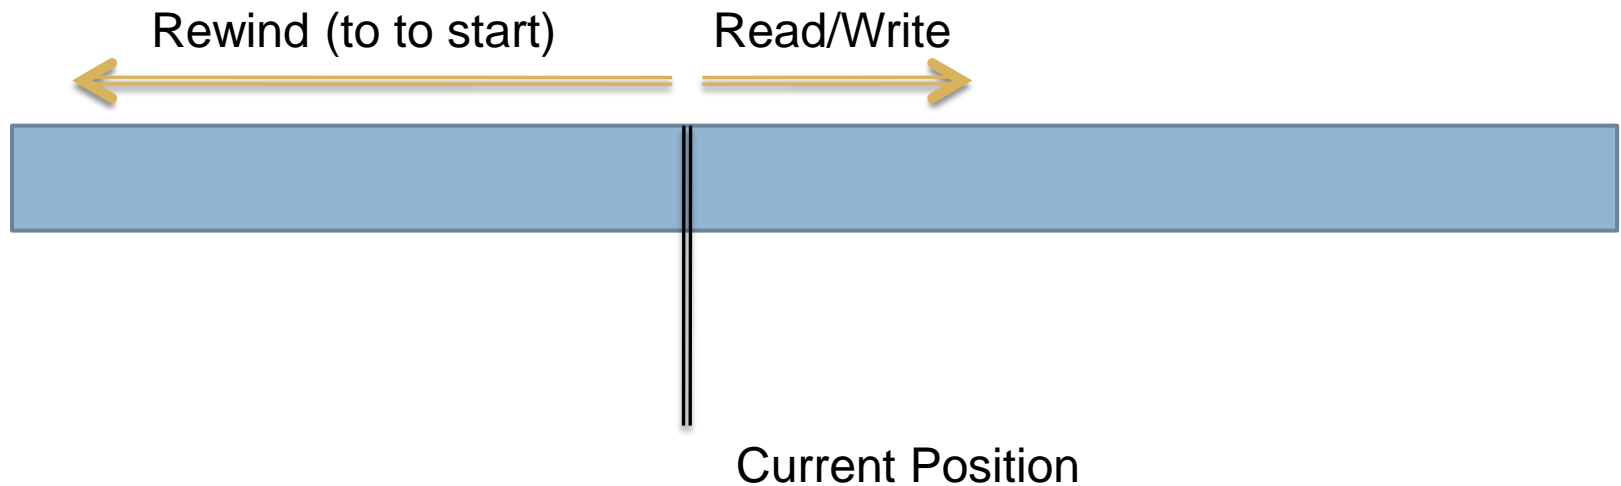 Rewind (to to start)
Read/Write
Current Position